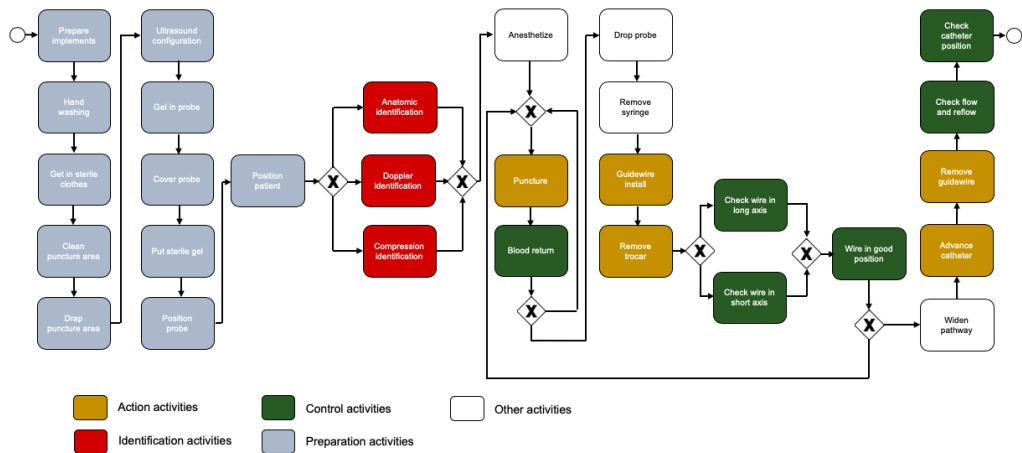 Prepare
implements
Hand
washing
Get in sterile
clothes
Clean
puncture area
Drap
puncture area
Ultrasound
configuration
Gel in probe
Cover probe
Put sterile gel
Position
probe
Position
patient
X
Anatomic
identification
Doppler
identification
Compression
identification
X
Anesthetize
X
Puncture
Blood return
X
Drop probe
Remove
syringe
Guidewire
install
Remove
trocar
X
Check wire in
long axis
Check wire in
short axis
X
Wire in good
position
X
Widen
pathway
Advance
catheter
Remove
guidewire
Check flow
and reflow
Check
catheter
position
Action activities
Control activities
Other activities
Identification activities
Preparation activities